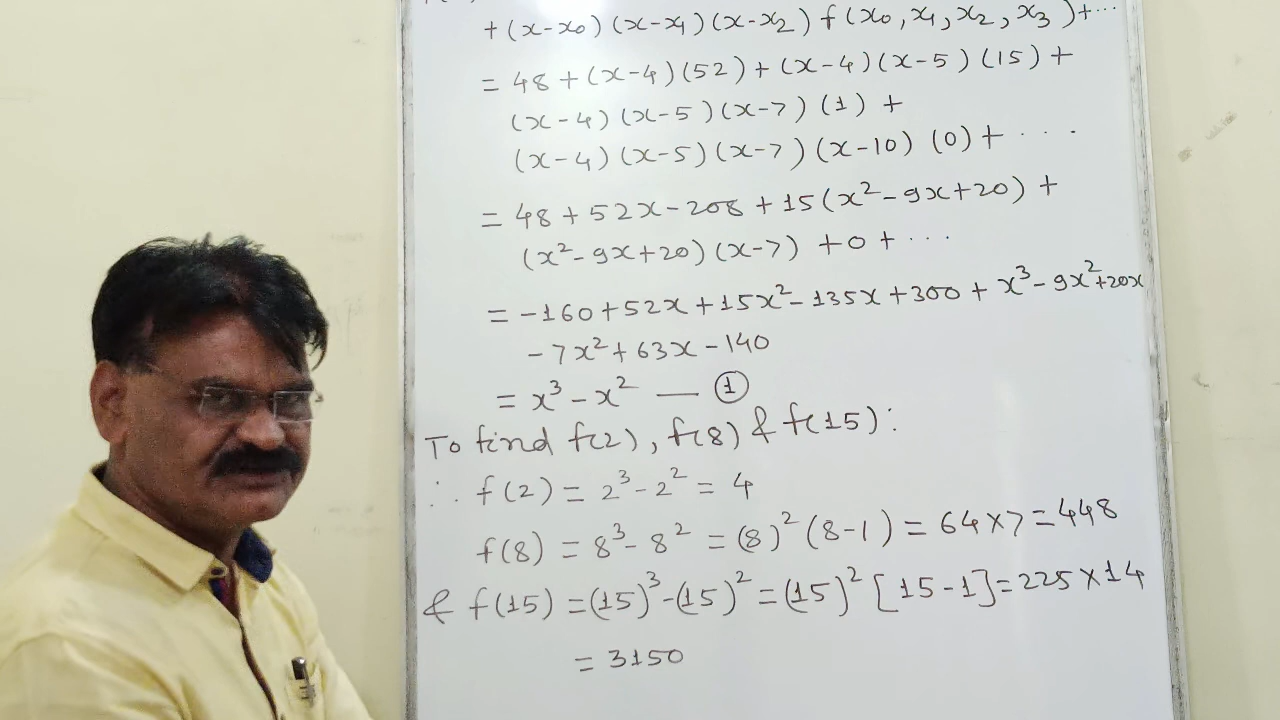 + (x-x₀) (x-x₁) (x-x₂) f(x₀, x₁, x₂, x₃) + ...
= 48 + (x-4) (52) + (x-4) (x-5) (15) +
(x-4) (x-5) (x-7) (1) +
(x-4) (x-5) (x-7) (x-10) (0) + ....
= 48 + 52x - 208 + 15 (x² - 9x + 20) +
(x² - 9x + 20) (x-7) + 0 + ...
= -160 + 52x + 15x² - 135x + 300 + x³ - 9x² + 20x
- 7x² + 63x - 140
= x³ - x² — ①
To find f(2), f(8) & f(15):
∴ f(2) = 2³ - 2² = 4
f(8) = 8³ - 8² = (8)² (8-1) = 64 × 7 = 448
& f(15) = (15)³ - (15)² = (15)² [15-1] = 225 × 14
= 3150